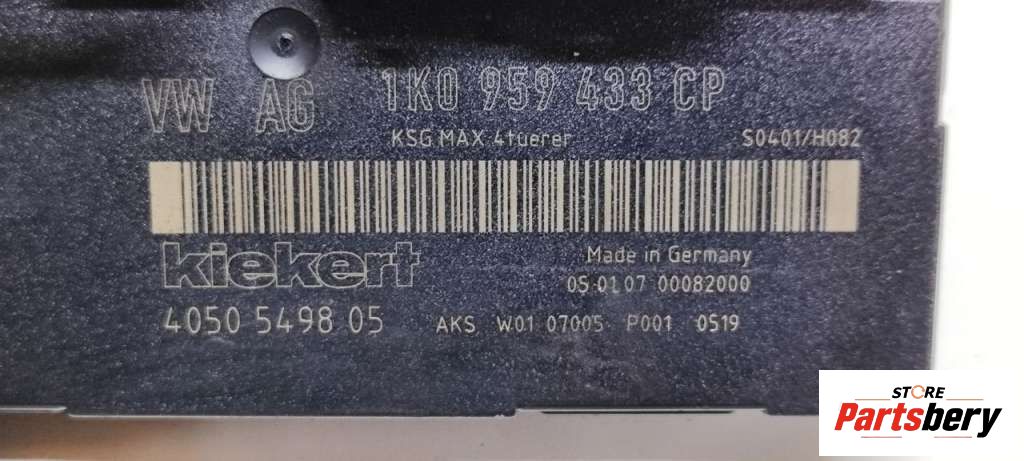 VW AG 1K0 959 433 CP
KSG MAX 4tuerer S0401/H082
kiekert Made in Germany
05 01 07 00082000
4050 5498 05 AKS W01 07005 P001 0519
STORE
Partsbery